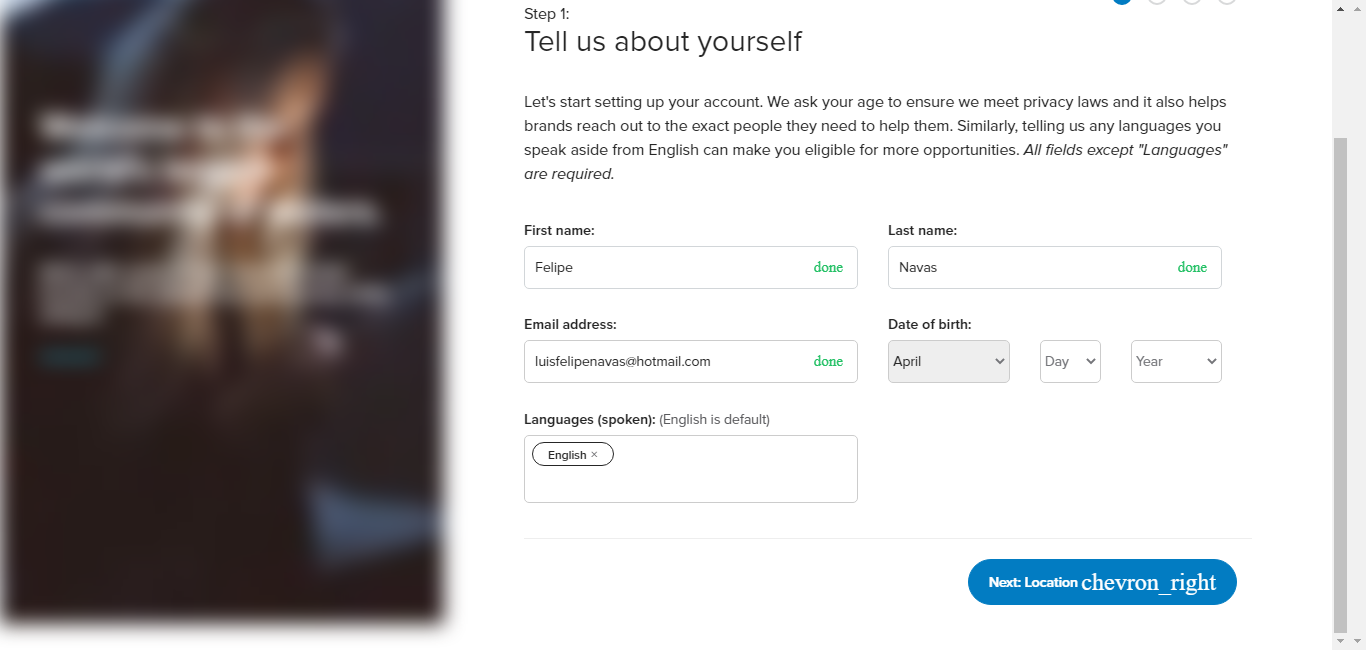 Step 1:
Tell us about yourself
Let's start setting up your account. We ask your age to ensure we meet privacy laws and it also helps
brands reach out to the exact people they need to help them. Similarly, telling us any languages you
speak aside from English can make you eligible for more opportunities. All fields except "Languages"
are required.
First name:
Last name:
Felipe done
Navas done
Email address:
Date of birth:
luisfelipenavas@hotmail.com done
April Day Year
Languages (spoken): (English is default)
English ×
Next: Location chevron_right